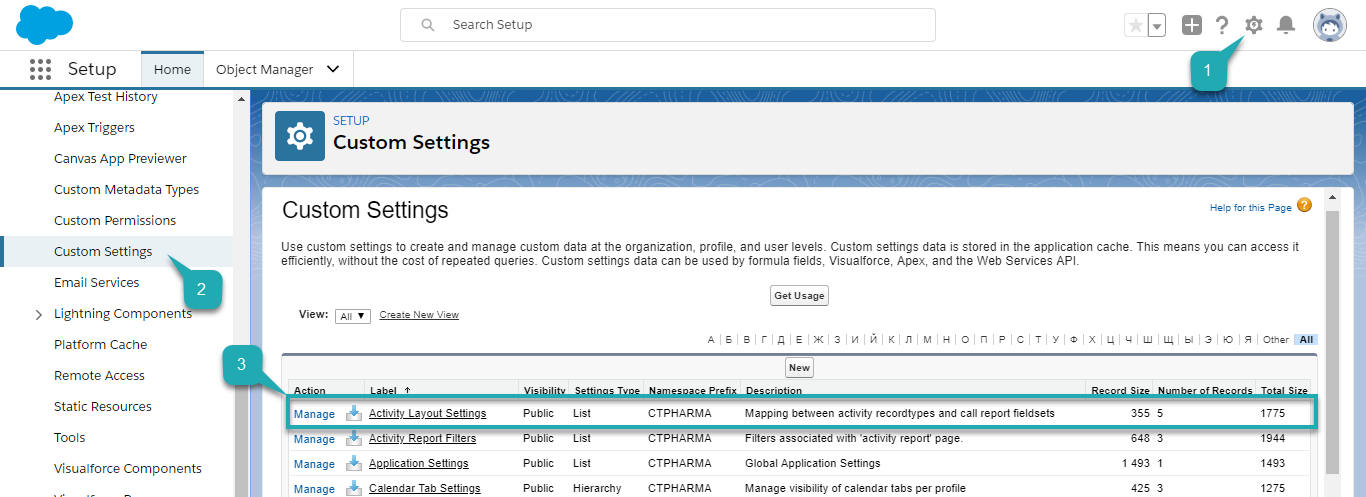 Search Setup
1
Setup
Home
Object Manager
Apex Test History
Apex Triggers
Canvas App Previewer
Custom Metadata Types
Custom Permissions
Custom Settings
2
Email Services
Lightning Components
Platform Cache
Remote Access
Static Resources
Tools
Visualforce Components
SETUP
Custom Settings
Custom Settings
Help for this Page ?
Use custom settings to create and manage custom data at the organization, profile, and user levels. Custom settings data is stored in the application cache. This means you can access it
efficiently, without the cost of repeated queries. Custom settings data can be used by formula fields, Visualforce, Apex, and the Web Services API.
Get Usage
View: All Create New View
А | Б | В | Г | Д | Е | Ж | З | И | Й | К | Л | М | Н | О | П | Р | С | Т | У | Ф | Х | Ц | Ч | Ш | Щ | Ы | Э | Ю | Я | Other All
3
New
Action Label ↑ Visibility Settings Type Namespace Prefix Description Record Size Number of Records Total Size
Manage Activity Layout Settings Public List CTPHARMA Mapping between activity recordtypes and call report fieldsets 355 5 1775
Manage Activity Report Filters Public List CTPHARMA Filters associated with 'activity report' page. 648 3 1944
Manage Application Settings Public List CTPHARMA Global Application Settings 1 493 1 1493
Manage Calendar Tab Settings Public Hierarchy CTPHARMA Manage visibility of calendar tabs per profile 425 3 1275